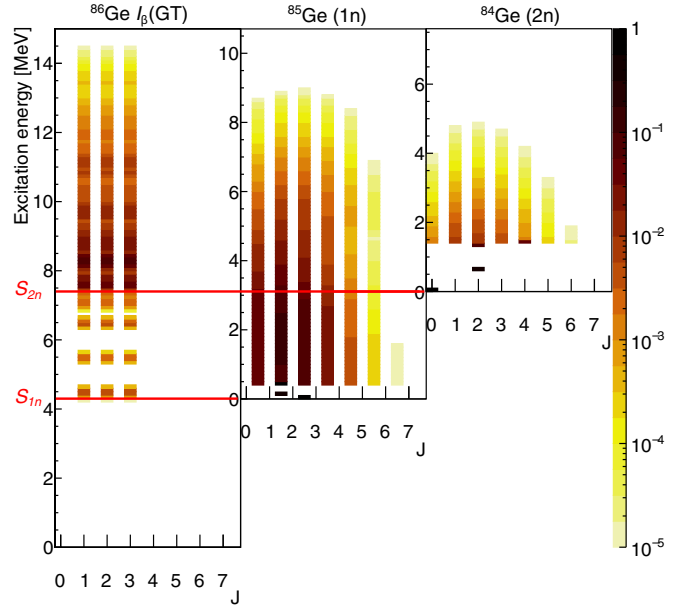 ⁸⁶Ge I_β(GT)
⁸⁵Ge (1n)
⁸⁴Ge (2n)
Excitation energy [MeV]
14
12
10
8
6
4
2
0
S₂ₙ
S₁ₙ
0 1 2 3 4 5 6 7
J
10
8
6
4
2
0
0 1 2 3 4 5 6 7
J
6
4
2
0
0 1 2 3 4 5 6 7
J
1
10⁻¹
10⁻²
10⁻³
10⁻⁴
10⁻⁵